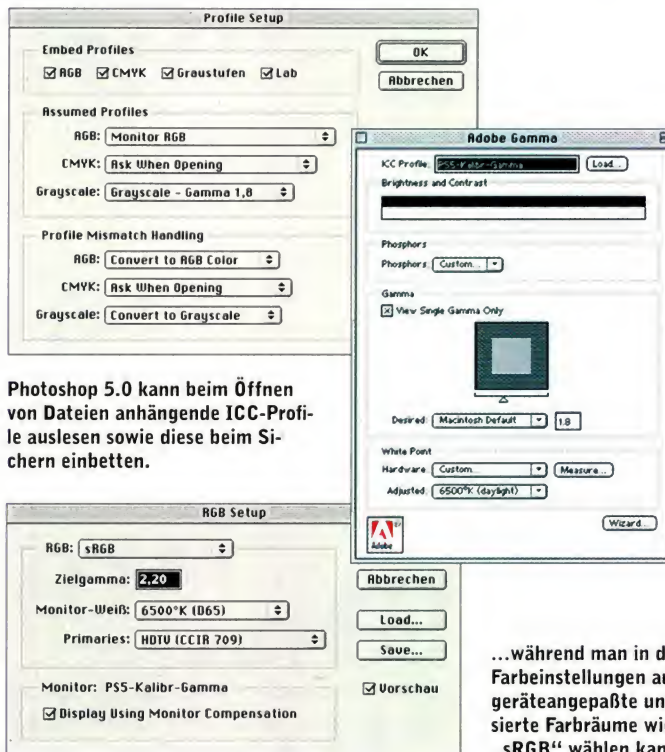 Profile Setup
Embed Profiles
RGB CMYK Graustufen Lab
OK
Abbrechen
Assumed Profiles
RGB: Monitor RGB
CMYK: Ask When Opening
Grayscale: Grayscale - Gamma 1,8
Profile Mismatch Handling
RGB: Convert to RGB Color
CMYK: Ask When Opening
Grayscale: Convert to Grayscale
Adobe Gamma
ICC Profile: PS5-Kalibr-Gamma Load...
Brightness and Contrast
Phosphors
Phosphors: Custom...
Gamma
View Single Gamma Only
Desired: Macintosh Default 1.8
White Point
Hardware: Custom... Measure...
Adjusted: 6500°K (daylight)
Adobe
Wizard...
Photoshop 5.0 kann beim Öffnen
von Dateien anhängende ICC-Profi-
le auslesen sowie diese beim Si-
chern einbetten.
RGB Setup
RGB: sRGB
Zielgamma: 2,20
Monitor-Weiß: 6500°K (D65)
Primaries: HDTV (CCIR 709)
Monitor: PS5-Kalibr-Gamma
Display Using Monitor Compensation
Abbrechen
Load...
Save...
Vorschau
...während man in
Farbeinstellungen
geräteangepaßte
sierte Farbräume
„sRGB“ wählen